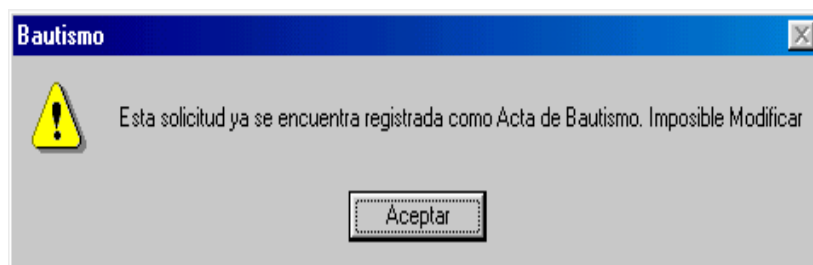 Bautismo
Esta solicitud ya se encuentra registrada como Acta de Bautismo. Imposible Modificar
Aceptar